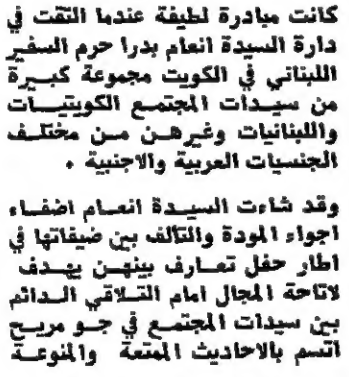 كانت مبادرة لطيفة عندما التقت في
دارة السيدة انعام بدرا حرم السفير
اللبناني في الكويت مجموعة كبيرة
من سيدات المجتمع الكويتيات
واللبنانيات وغيرهن من مختلف
الجنسيات العربية والاجنبية .
وقد شاءت السيدة انعام اضفاء
اجواء المودة والتآلف بين ضيفاتها في
اطار حفل تعارف بينهن يهدف
لاتاحة المجال امام التلاقي الدائم
بين سيدات المجتمع في جو مريح
اتسم بالاحاديث الممتعة والمنوعة